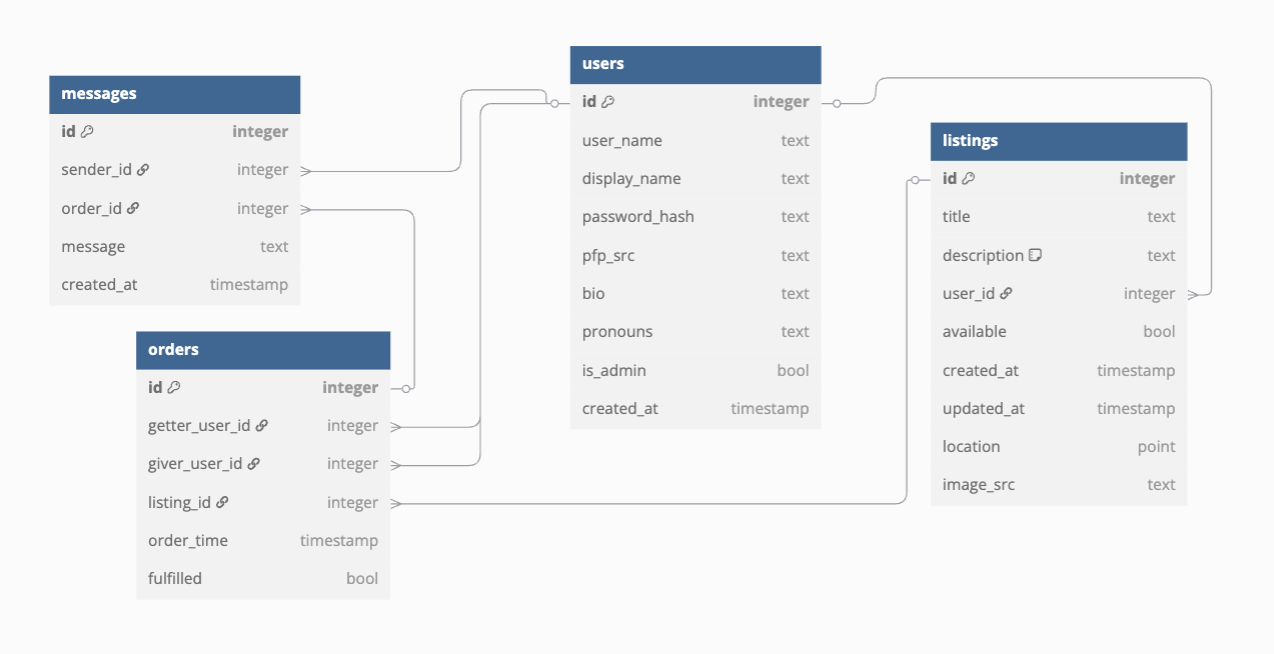 messages
id integer
sender_id integer
order_id integer
message text
created_at timestamp
orders
id integer
getter_user_id integer
giver_user_id integer
listing_id integer
order_time timestamp
fulfilled bool
users
id integer
user_name text
display_name text
password_hash text
pfp_src text
bio text
pronouns text
is_admin bool
created_at timestamp
listings
id integer
title text
description text
user_id integer
available bool
created_at timestamp
updated_at timestamp
location point
image_src text